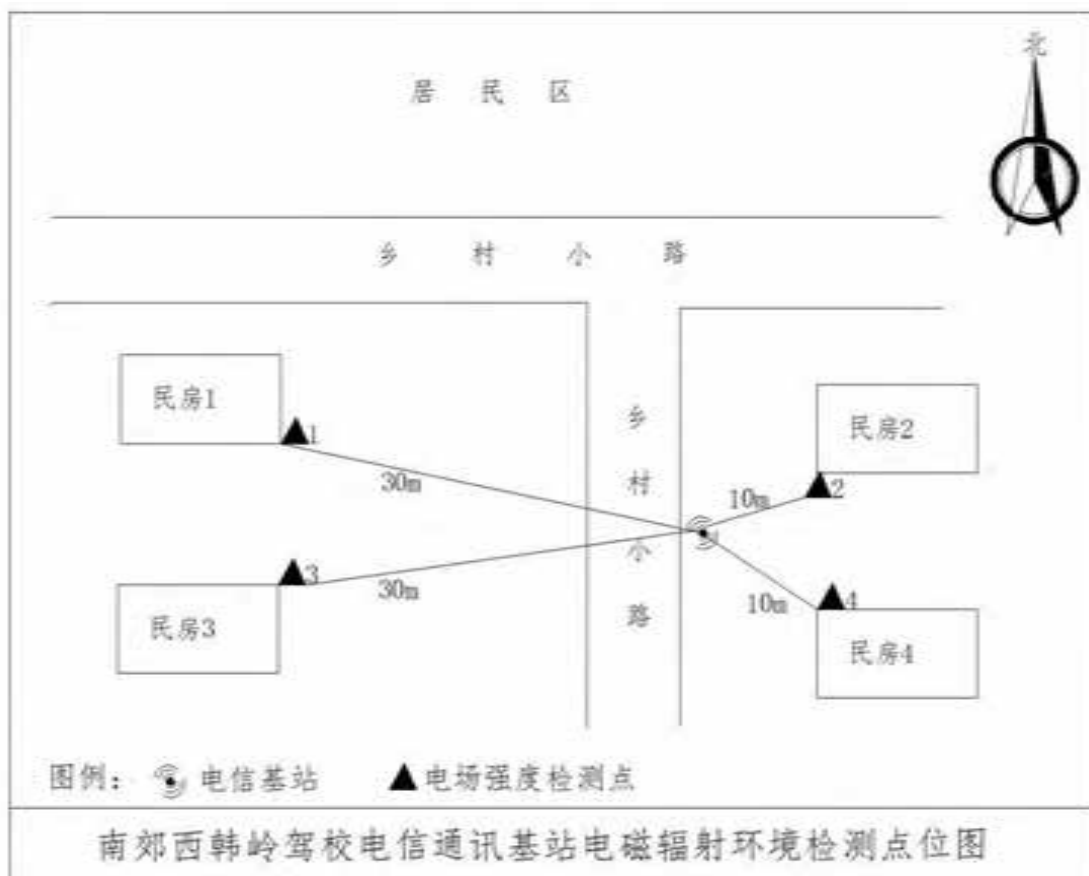 北
居民区
乡村小路
民房1
1
30m
乡村小路
民房2
2
10m
3
30m
民房3
10m
4
民房4
图例： 电信基站 电场强度检测点
南郊西韩岭驾校电信通讯基站电磁辐射环境检测点位图